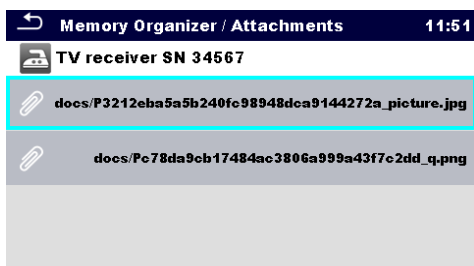 Memory Organizer / Attachments 11:51
TV receiver SN 34567
docs/P3212eba5a5b240fc98948dca9144272a_picture.jpg
docs/Pc78da9cb17484ac3806a999a43f7c2dd_q.png